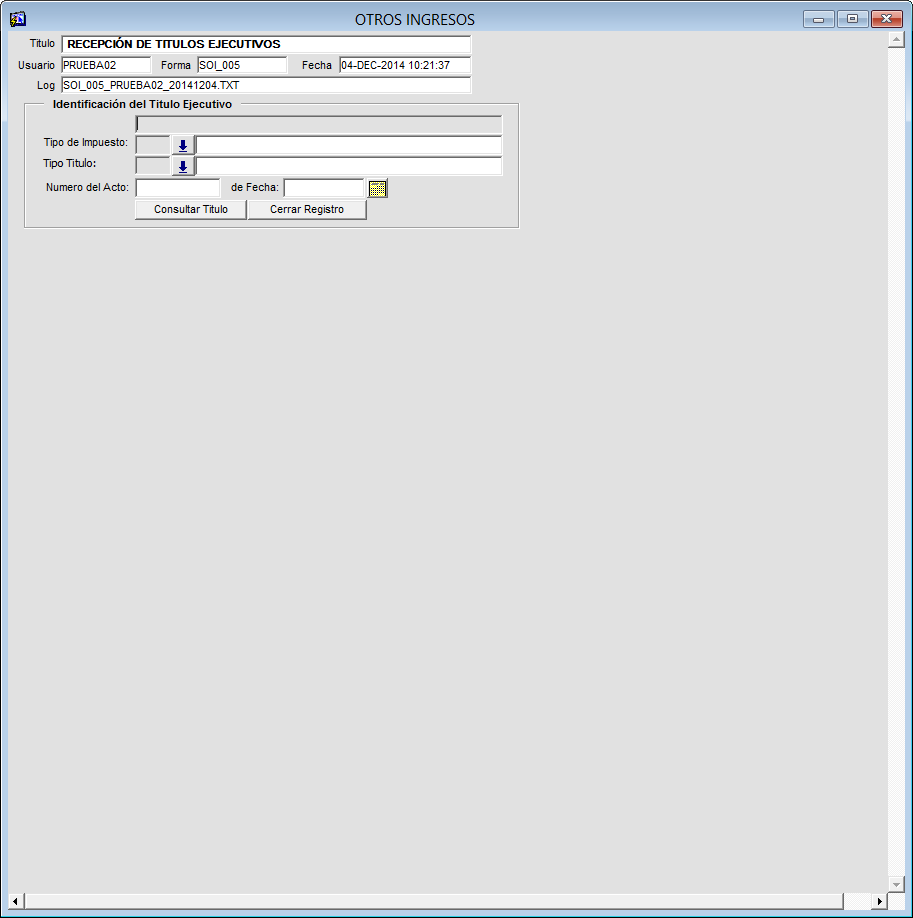 OTROS INGRESOS
Titulo RECEPCIÓN DE TITULOS EJECUTIVOS
Usuario PRUEBA02 Forma SOI_005 Fecha 04-DEC-2014 10:21:37
Log SOI_005_PRUEBA02_20141204.TXT
Identificación del Titulo Ejecutivo
Tipo de Impuesto:
Tipo Titulo:
Numero del Acto: de Fecha:
Consultar Titulo Cerrar Registro